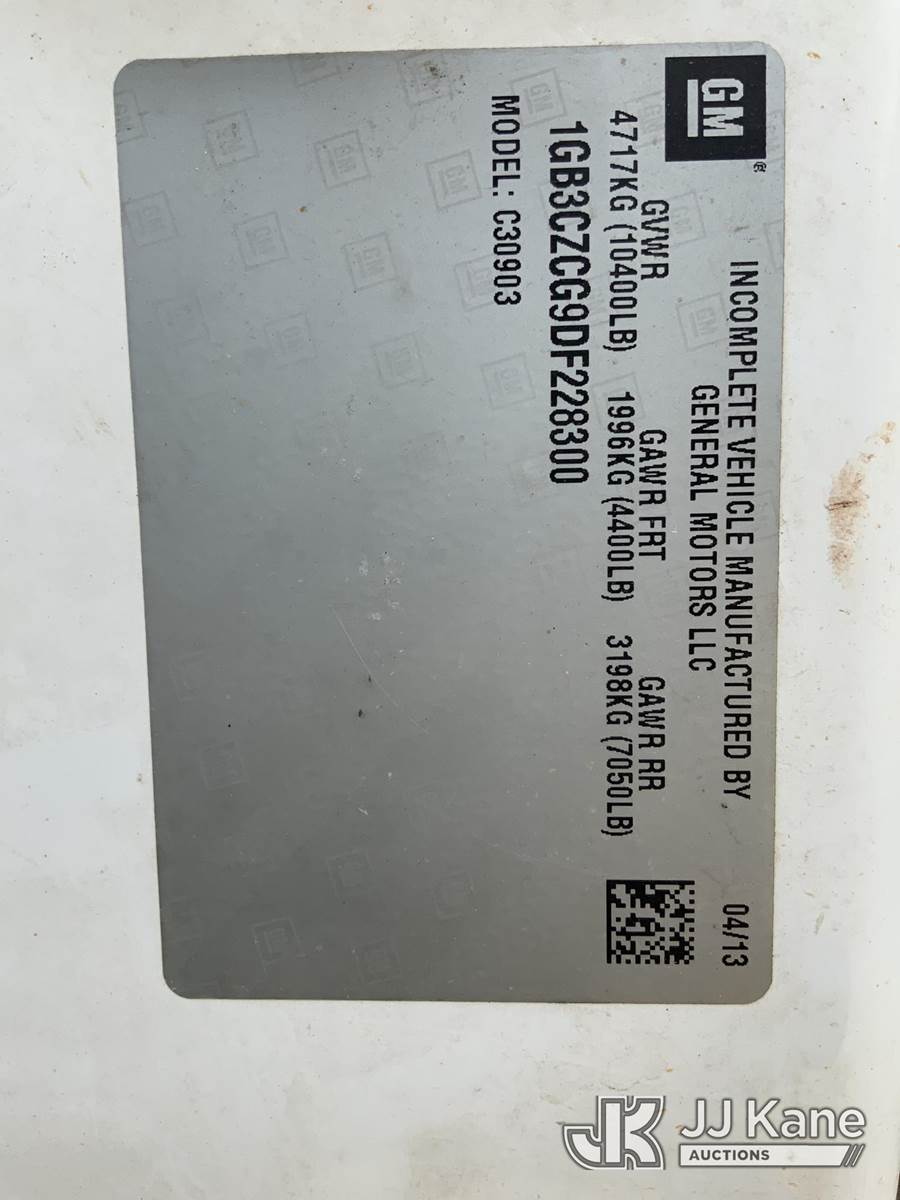 GM®
INCOMPLETE VEHICLE MANUFACTURED BY 04/13
GENERAL MOTORS LLC
GVWR GAWR FRT GAWR RR
4717KG (10400LB) 1996KG (4400LB) 3198KG (7050LB)
1GB3CZCG9DF228300
MODEL: C30903
JK JJ Kane
AUCTIONS